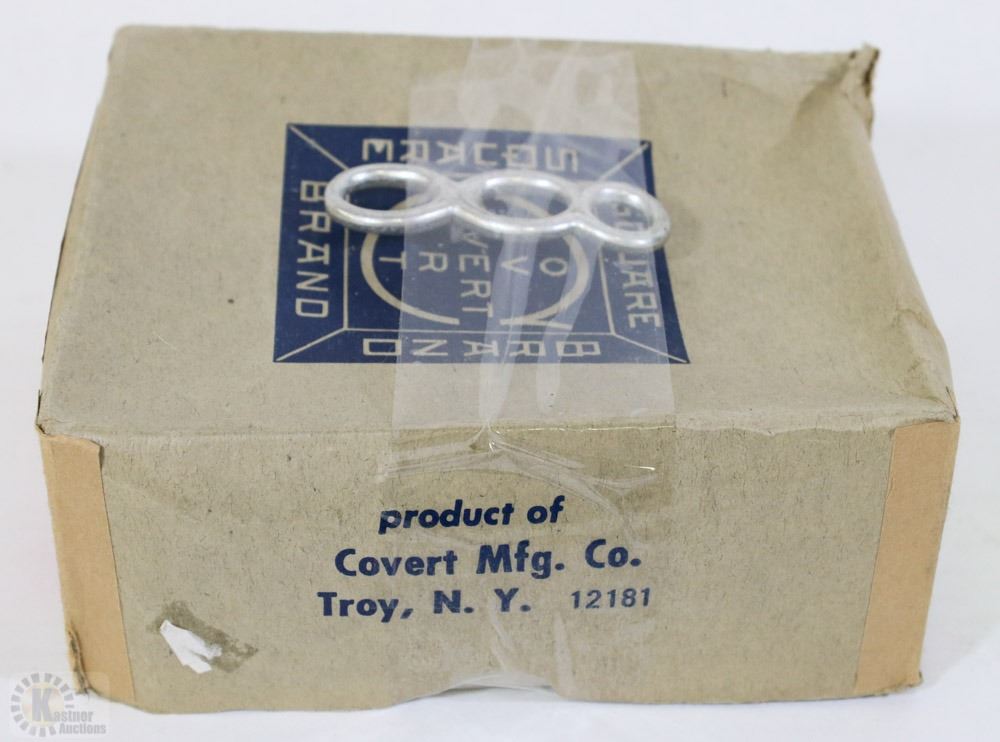 SQUARE
BRAND
SQUARE
BRAND
COVERT
product of
Covert Mfg. Co.
Troy, N. Y. 12181
Kastner
Auctions